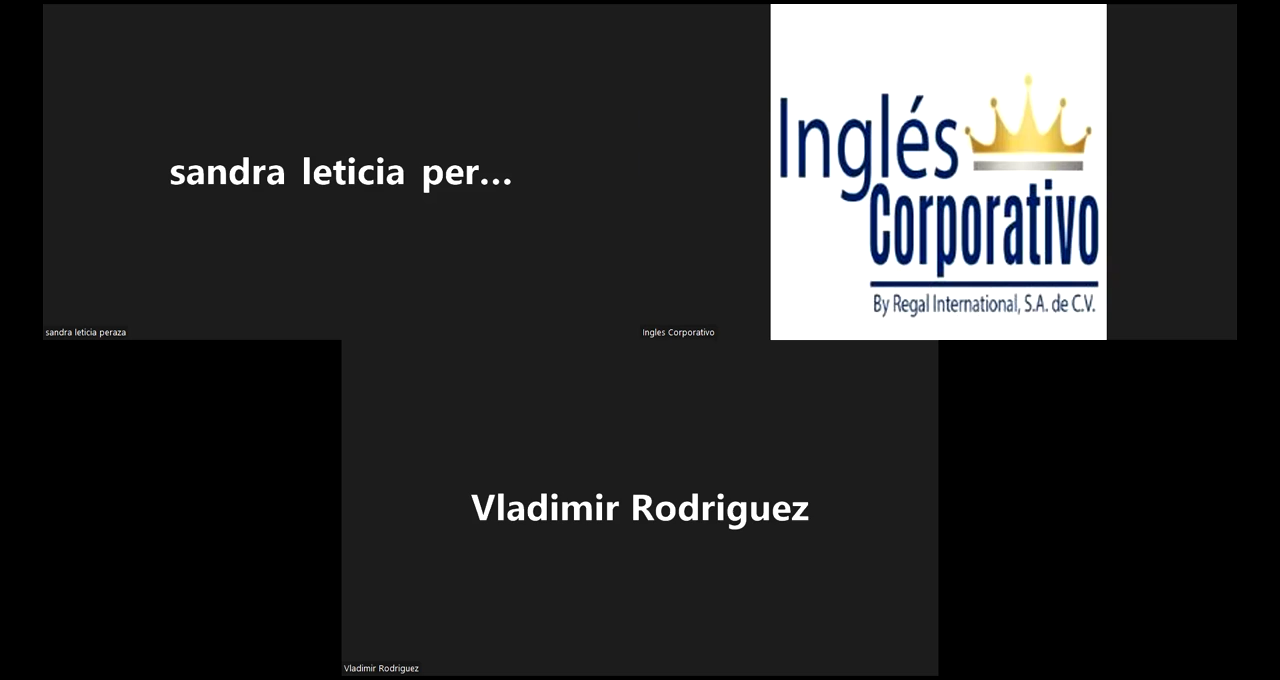 sandra leticia per...
sandra leticia peraza
Inglés
Corporativo
By Regal International, S.A. de C.V.
Ingles Corporativo
Vladimir Rodriguez
Vladimir Rodriguez